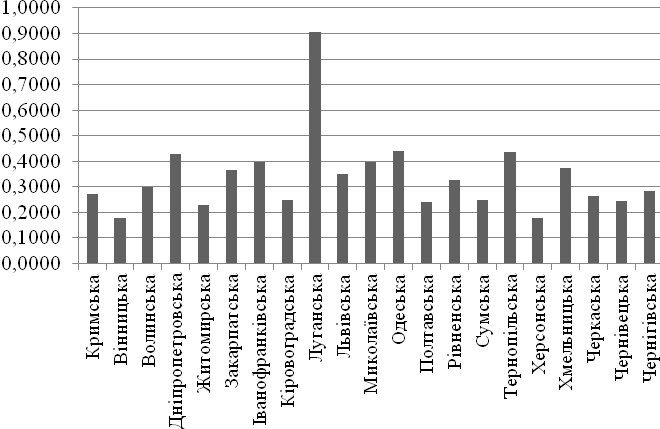 1,0000
0,9000
0,8000
0,7000
0,6000
0,5000
0,4000
0,3000
0,2000
0,1000
0,0000
Кримська
Вінницька
Волинська
Дніпропетровська
Житомирська
Закарпатська
Іванофранківська
Кіровоградська
Луганська
Львівська
Миколаївська
Одеська
Полтавська
Рівненська
Сумська
Тернопільська
Херсонська
Хмельницька
Черкаська
Чернівецька
Чернігівська